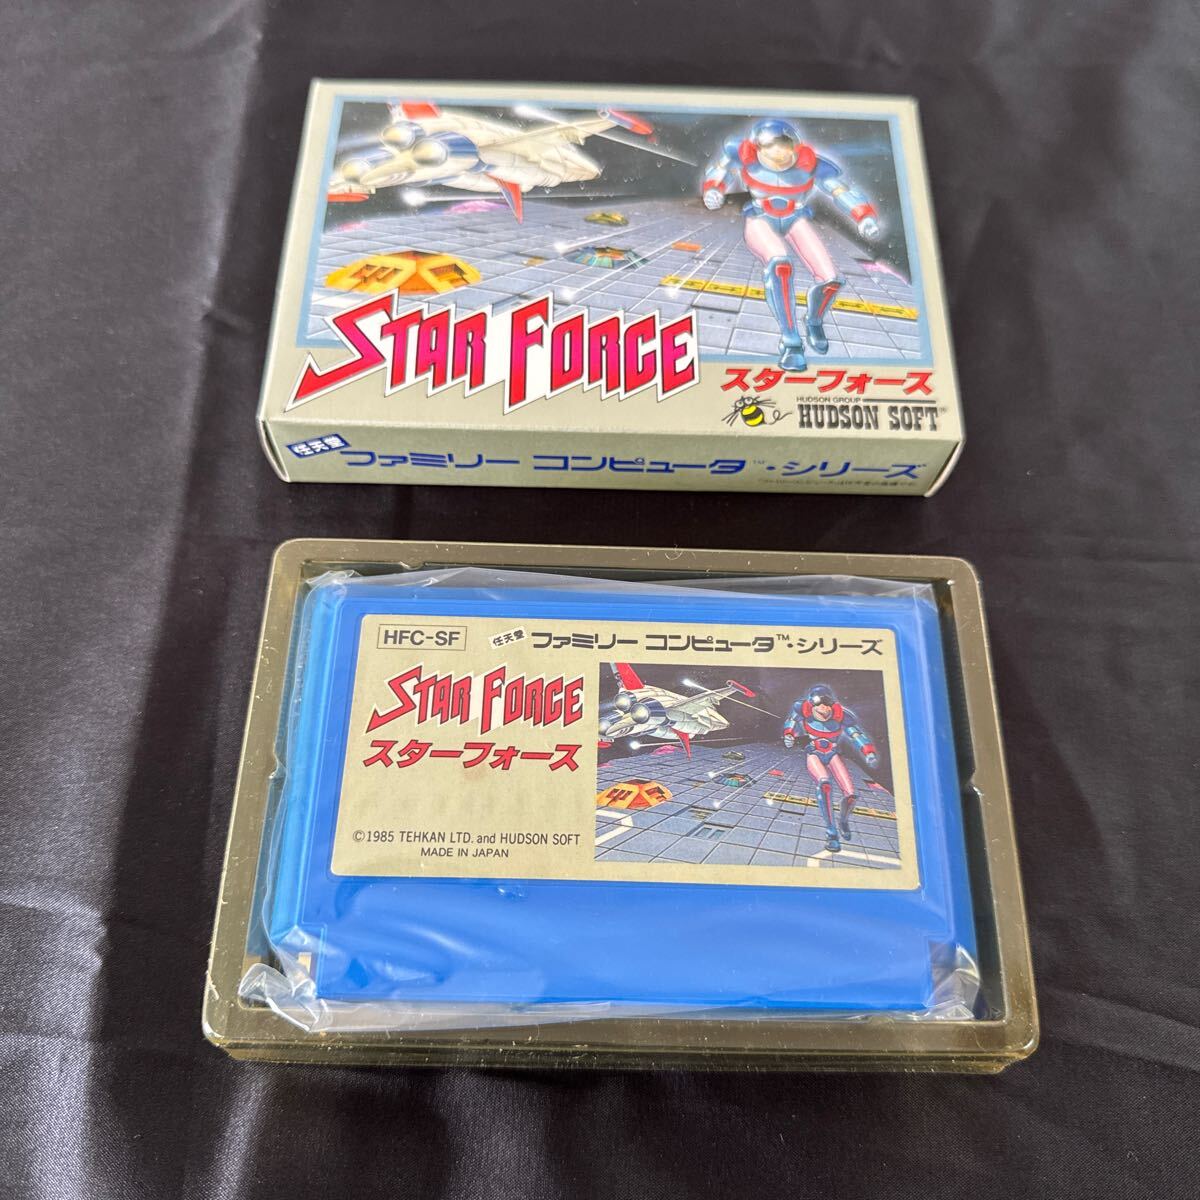 STAR FORCE
スターフォース
HUDSON GROUP
HUDSON SOFT
任天堂 ファミリー コンピュータ™・シリーズ
HFC-SF
任天堂 ファミリー コンピュータ™・シリーズ
STAR FORCE
スターフォース
©1985 TEHKAN LTD. and HUDSON SOFT
MADE IN JAPAN